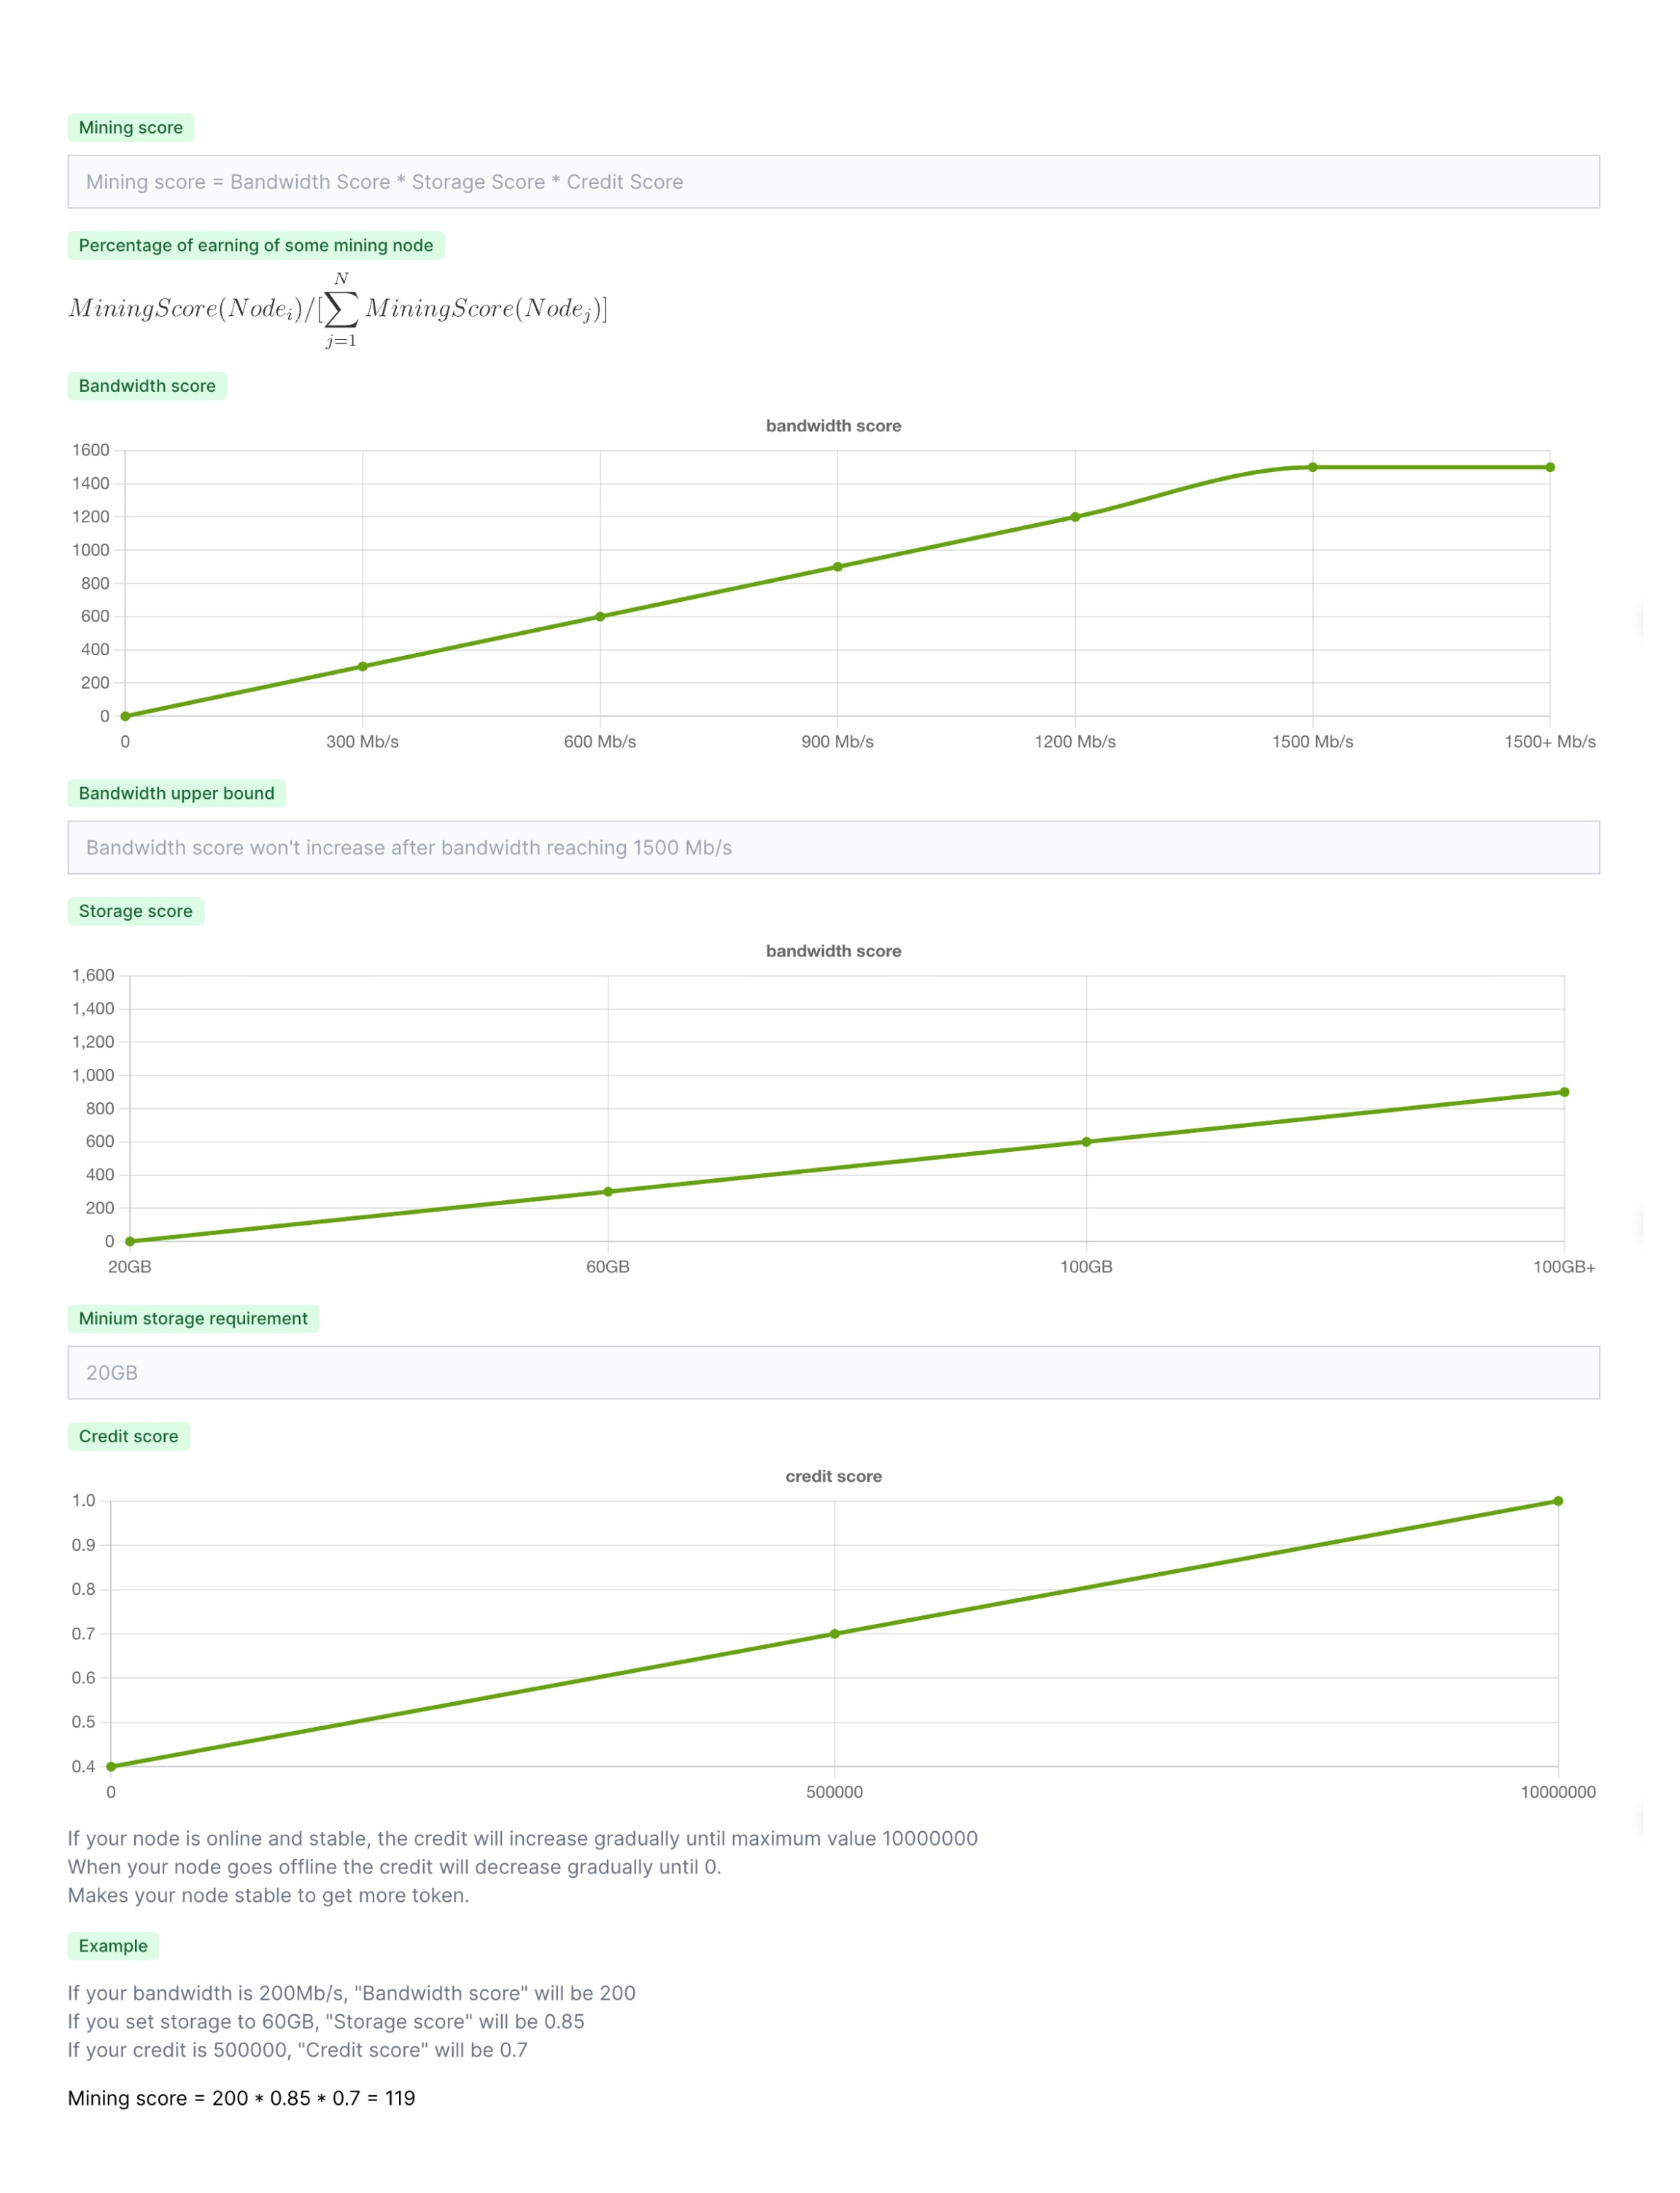 Mining score
Mining score = Bandwidth Score * Storage Score * Credit Score
Percentage of earning of some mining node
MiningScore(Node_i)/[∑_{j=1}^{N} MiningScore(Node_j)]
Bandwidth score
bandwidth score
1600
1400
1200
1000
800
600
400
200
0
0 300 Mb/s 600 Mb/s 900 Mb/s 1200 Mb/s 1500 Mb/s 1500+ Mb/s
Bandwidth upper bound
Bandwidth score won't increase after bandwidth reaching 1500 Mb/s
Storage score
bandwidth score
1,600
1,400
1,200
1,000
800
600
400
200
0
20GB 60GB 100GB 100GB+
Minium storage requirement
20GB
Credit score
credit score
1.0
0.9
0.8
0.7
0.6
0.5
0.4
0 500000 10000000
If your node is online and stable, the credit will increase gradually until maximum value 10000000
When your node goes offline the credit will decrease gradually until 0.
Makes your node stable to get more token.
Example
If your bandwidth is 200Mb/s, "Bandwidth score" will be 200
If you set storage to 60GB, "Storage score" will be 0.85
If your credit is 500000, "Credit score" will be 0.7
Mining score = 200 * 0.85 * 0.7 = 119